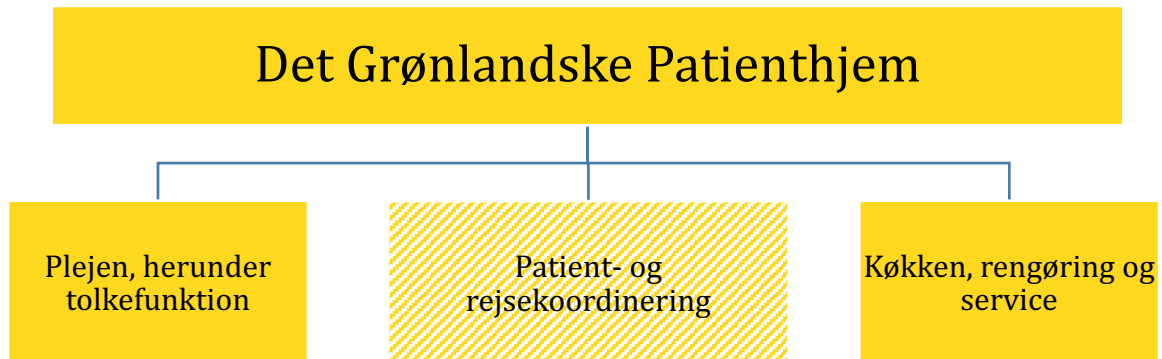 Det Grønlandske Patienthjem
Plejen, herunder
tolkefunktion
Patient- og
rejsekoordinering
Køkken, rengøring og
service